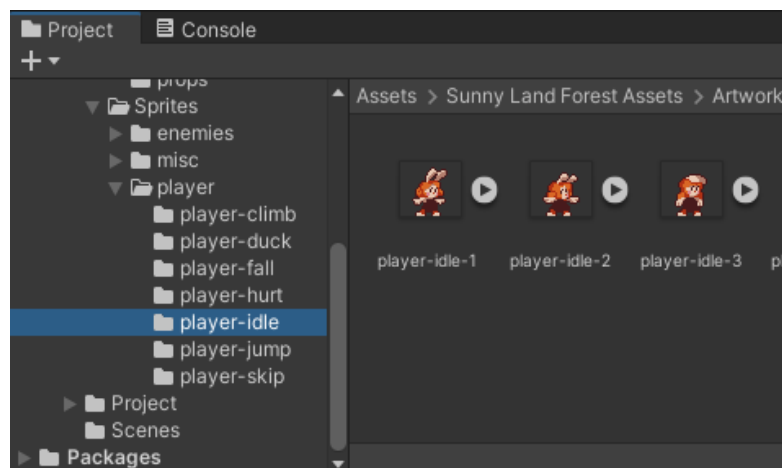 Project Console
props
Sprites
enemies
misc
player
player-climb
player-duck
player-fall
player-hurt
player-idle
player-jump
player-skip
Project
Scenes
Packages
Assets > Sunny Land Forest Assets > Artwork
player-idle-1 player-idle-2 player-idle-3 p